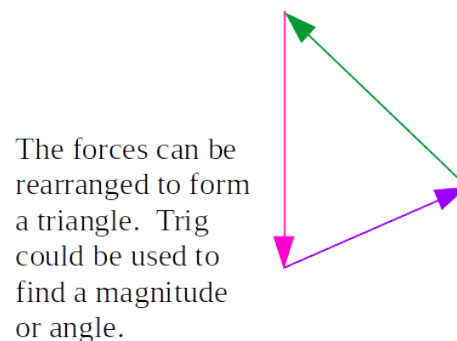 The forces can be
rearranged to form
a triangle.  Trig
could be used to
find a magnitude
or angle.